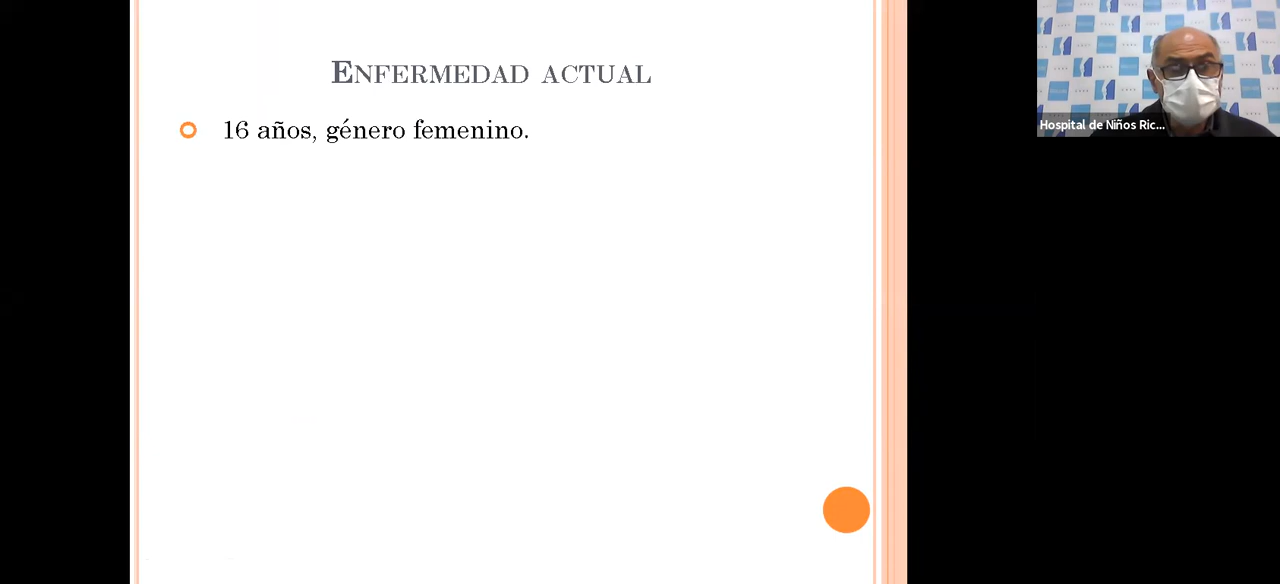 Enfermedad actual
16 años, género femenino.
Hospital de Niños Ric...